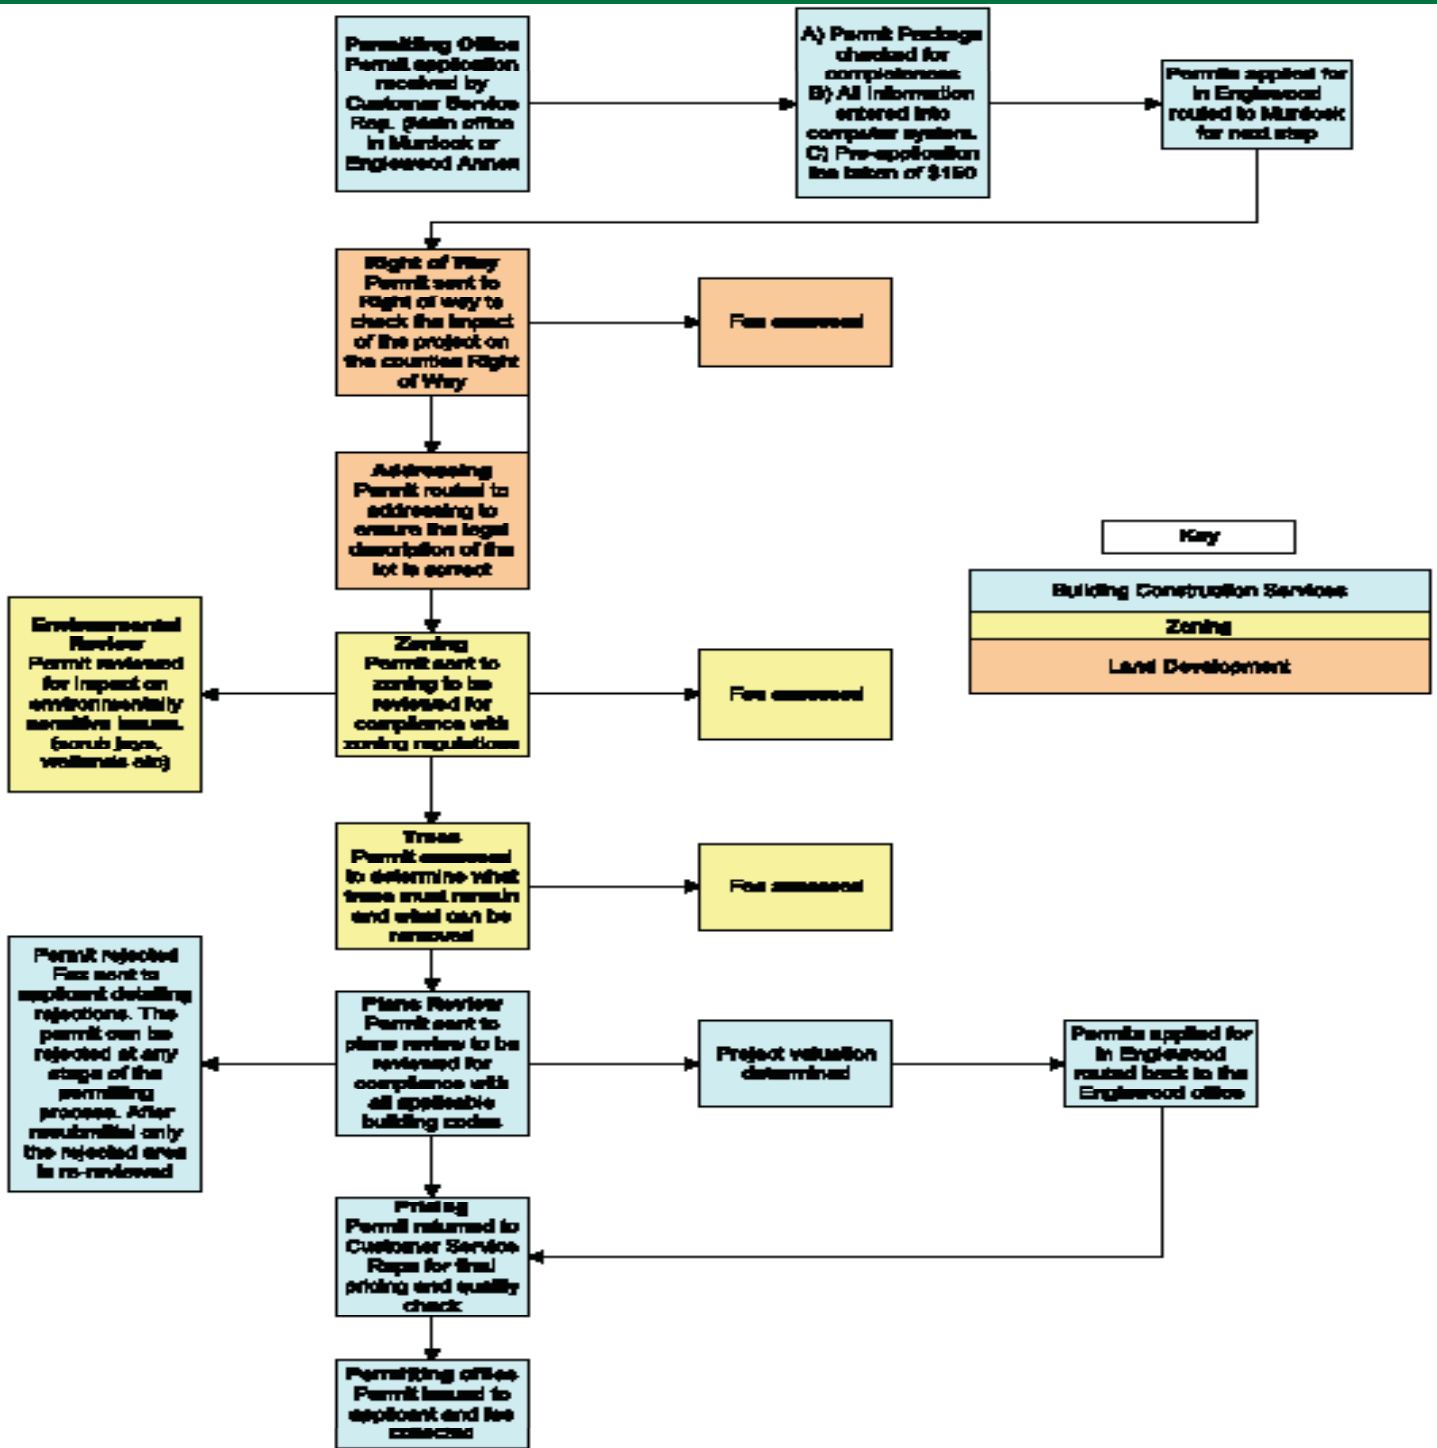 Permitting Office
Permit application
received by
Customer Service
Rep. (Main office
in Murdock or
Englewood Annex
A) Permit Package
checked for
completeness
B) All information
entered into
computer system.
C) Pre-application
fee taken of $150
Permits applied for
in Englewood
routed to Murdock
for next step
Right of Way
Permit sent to
Right of way to
check the impact
of the project on
the counties Right
of Way
Fee assessed
Addressing
Permit routed to
addressing to
ensure the legal
description of the
lot is correct
Key
Building Construction Services
Zoning
Land Development
Environmental
Review
Permit reviewed
for impact on
environmentally
sensitive issues.
(scrub jays,
wetlands etc)
Zoning
Permit sent to
zoning to be
reviewed for
compliance with
zoning regulations
Fee assessed
Trees
Permit assessed
to determine what
trees must remain
and what can be
removed
Fee assessed
Permit rejected
Fax sent to
applicant detailing
rejections. The
permit can be
rejected at any
stage of the
permitting
process. After
resubmittal only
the rejected area
is re-reviewed
Plans Review
Permit sent to
plans review to be
reviewed for
compliance with
all applicable
building codes
Project valuation
determined
Permits applied for
in Englewood
routed back to the
Englewood office
Pricing
Permit returned to
Customer Service
Reps for final
pricing and quality
check
Permitting office
Permit issued to
applicant and fee
collected